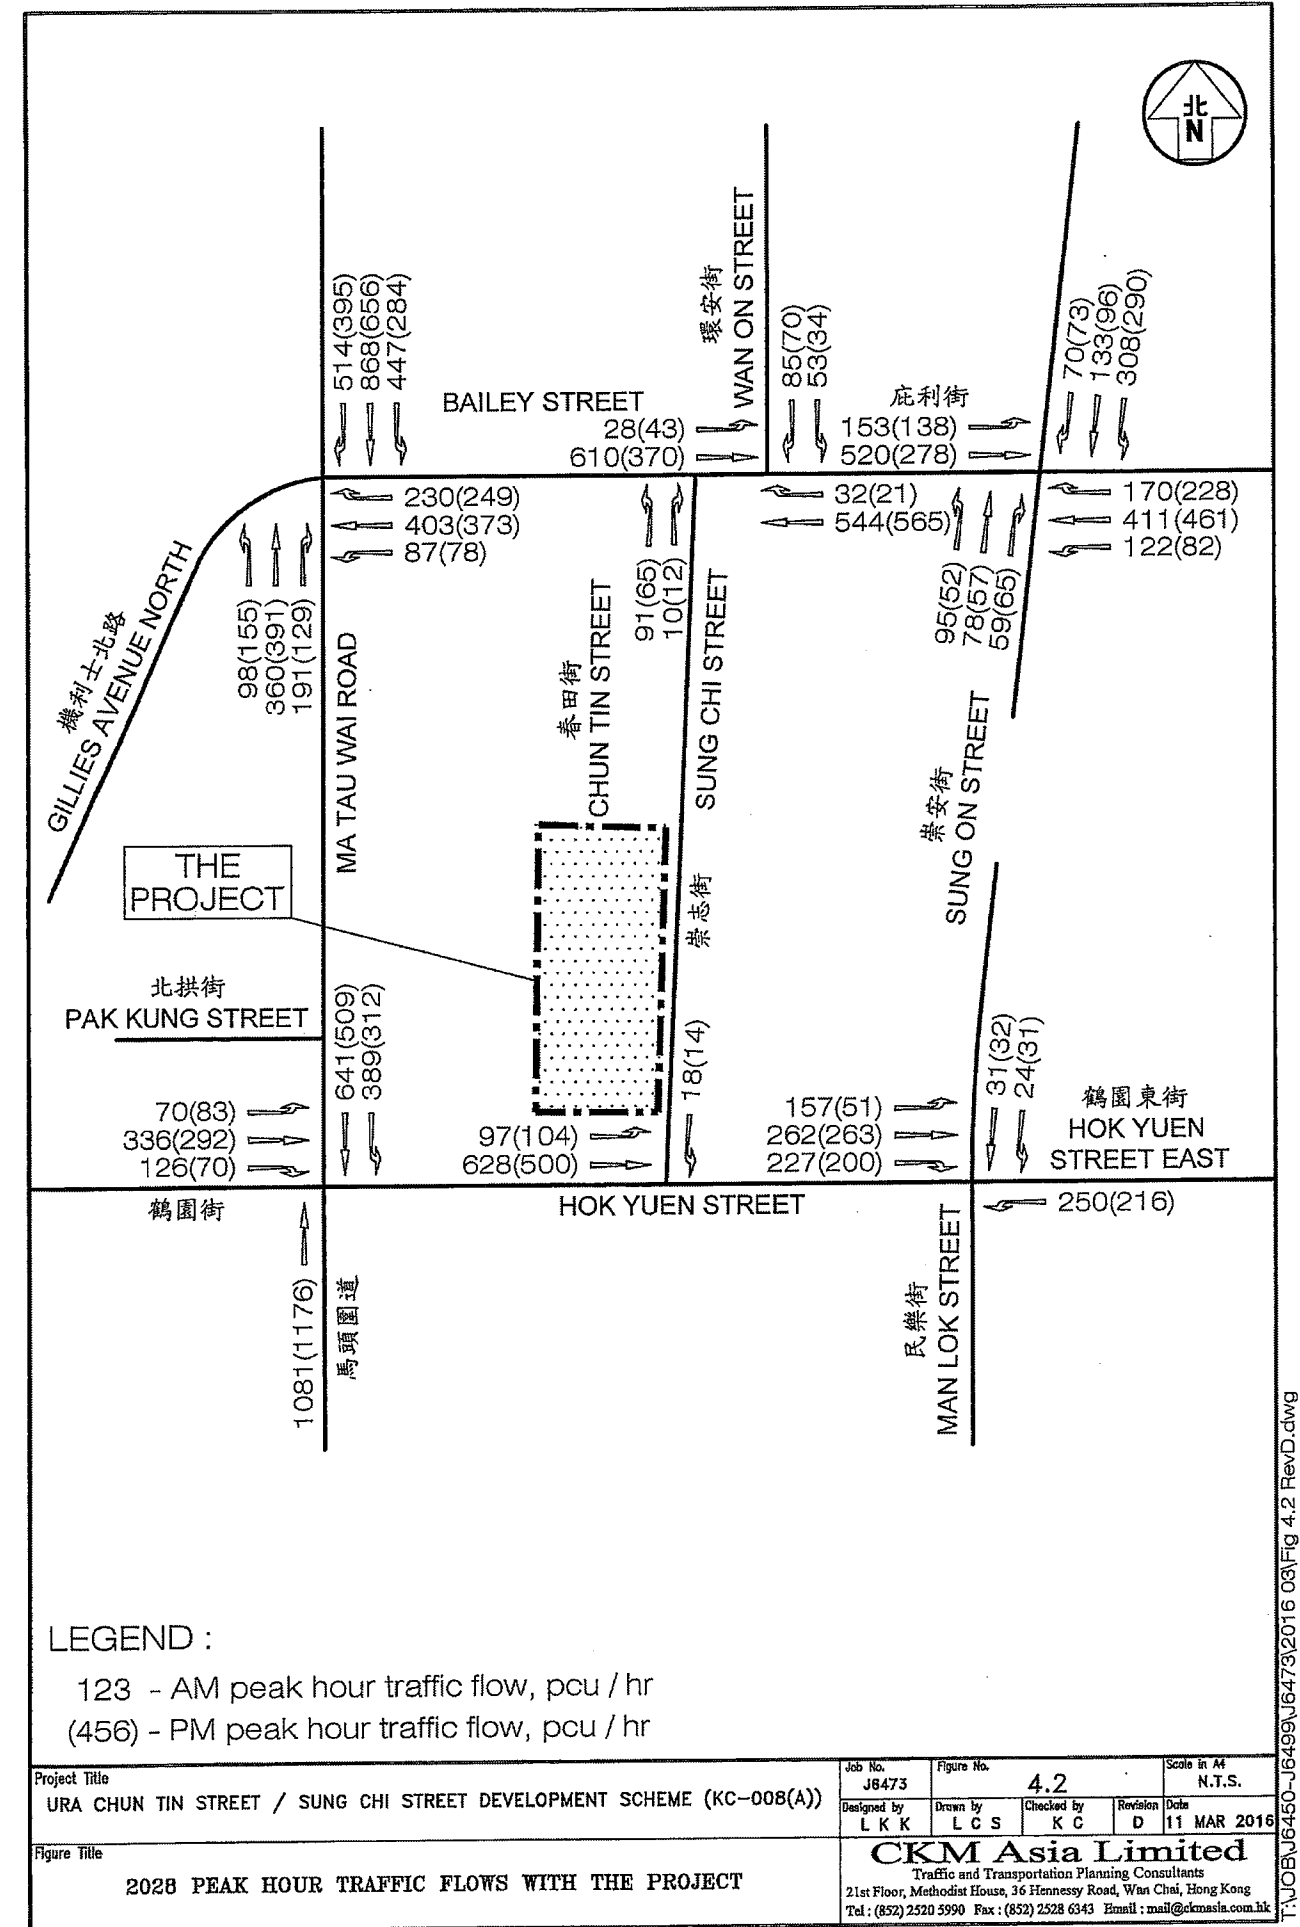 北
N
514(395)
868(656)
447(284)
環安街
WAN ON STREET
85(70)
53(34)
70(73)
133(96)
308(290)
BAILEY STREET
庇利街
28(43)
610(370)
153(138)
520(278)
230(249)
403(373)
87(78)
32(21)
544(565)
170(228)
411(461)
122(82)
98(155)
360(391)
191(129)
91(65)
10(12)
95(52)
78(57)
59(65)
機利士北路
GILLIES AVENUE NORTH
MA TAU WAI ROAD
春田街
CHUN TIN STREET
SUNG CHI STREET
崇志街
崇安街
SUNG ON STREET
THE
PROJECT
北拱街
PAK KUNG STREET
641(509)
389(312)
18(14)
31(32)
24(31)
70(83)
336(292)
126(70)
97(104)
628(500)
157(51)
262(263)
227(200)
鶴園東街
HOK YUEN
STREET EAST
鶴園街
HOK YUEN STREET
250(216)
1081(1176)
馬頭圍道
民樂街
MAN LOK STREET
LEGEND :
123 - AM peak hour traffic flow, pcu / hr
(456) - PM peak hour traffic flow, pcu / hr
Project Title
URA CHUN TIN STREET / SUNG CHI STREET DEVELOPMENT SCHEME (KC-008(A))
Job No.
J6473
Figure No.
4.2
Scale in A4
N.T.S.
Designed by
L K K
Drawn by
L C S
Checked by
K C
Revision
D
Date
11 MAR 2016
Figure Title
2028 PEAK HOUR TRAFFIC FLOWS WITH THE PROJECT
CKM Asia Limited
Traffic and Transportation Planning Consultants
21st Floor, Methodist House, 36 Hennessy Road, Wan Chai, Hong Kong
Tel : (852) 2520 5990 Fax : (852) 2528 6343 Email : mail@ckmasia.com.hk
T:\JOB\J6450-J6499\J6473\2016 03\Fig 4.2 RevD.dwg